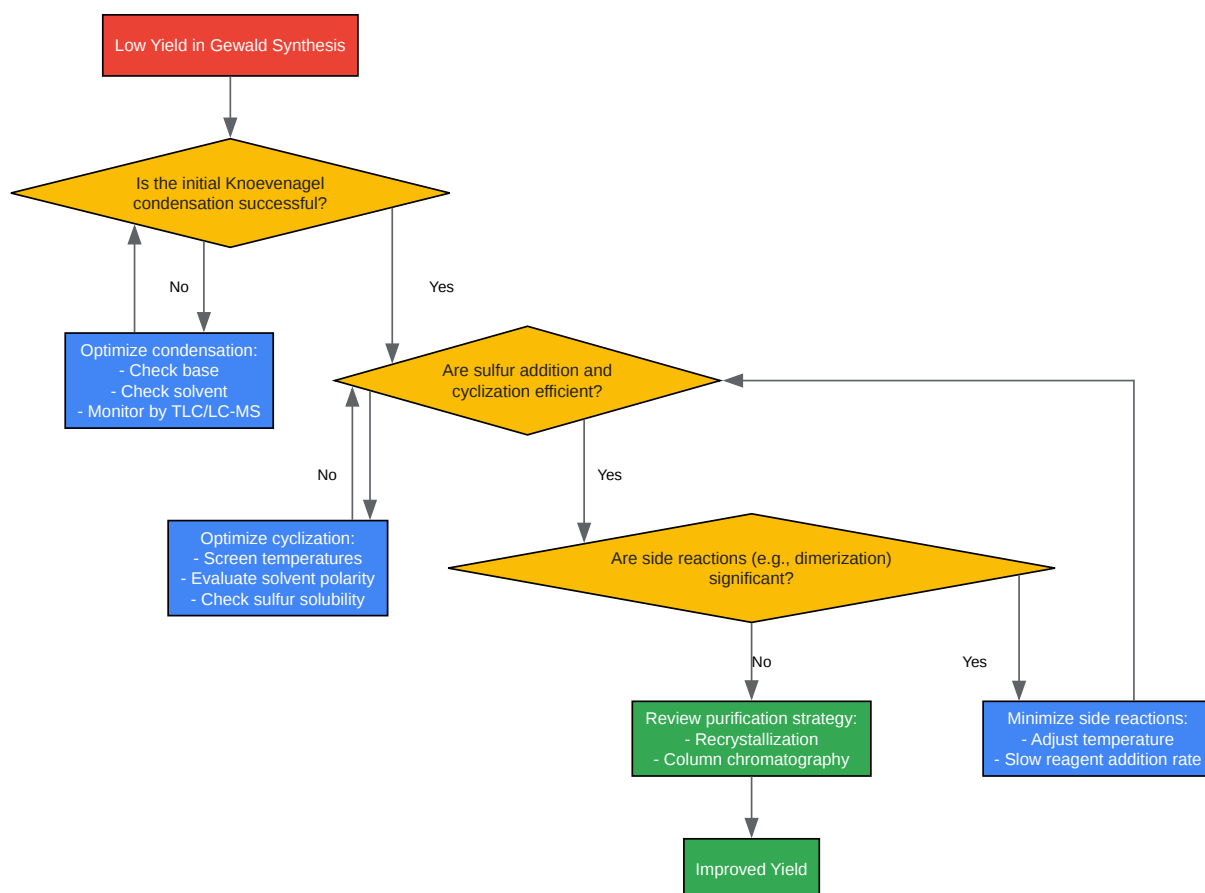 Low Yield in Gewald Synthesis
Is the initial Knoevenagel
condensation successful?
No
Yes
Optimize condensation:
- Check base
- Check solvent
- Monitor by TLC/LC-MS
Are sulfur addition and
cyclization efficient?
No
Yes
Optimize cyclization:
- Screen temperatures
- Evaluate solvent polarity
- Check sulfur solubility
Are side reactions (e.g., dimerization)
significant?
No
Yes
Review purification strategy:
- Recrystallization
- Column chromatography
Minimize side reactions:
- Adjust temperature
- Slow reagent addition rate
Improved Yield